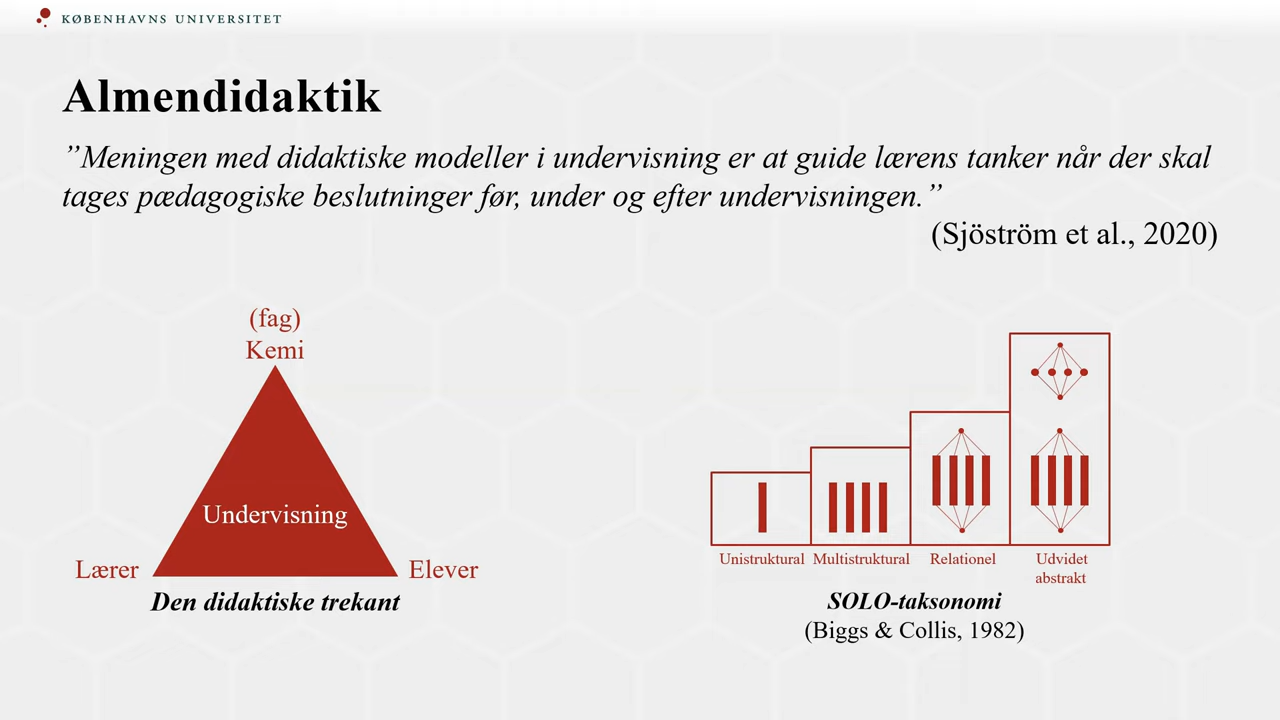 KØBENHAVNS UNIVERSITET
Almendidaktik
”Meningen med didaktiske modeller i undervisning er at guide lærens tanker når der skal
tages pædagogiske beslutninger før, under og efter undervisningen.”
(Sjöström et al., 2020)
(fag)
Kemi
Undervisning
Lærer
Elever
Den didaktiske trekant
Unistruktural
Multistruktural
Relationel
Udvidet
abstrakt
SOLO-taksonomi
(Biggs & Collis, 1982)